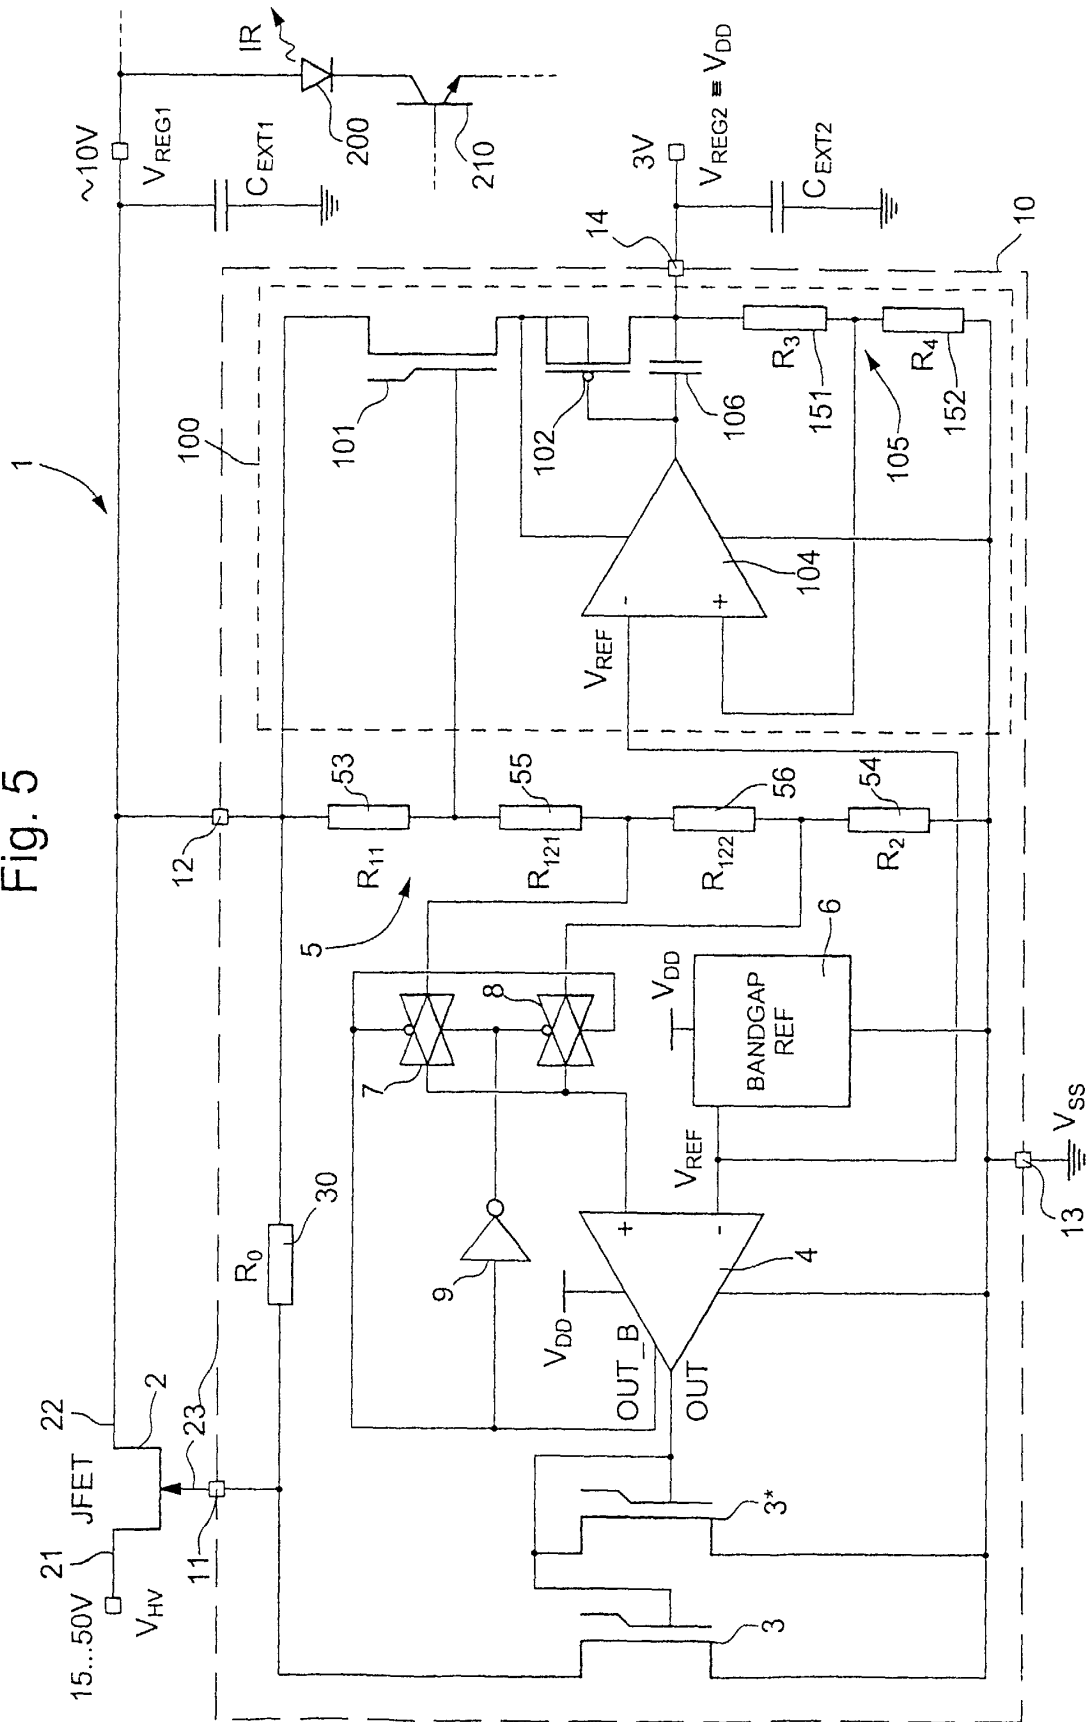 Fig. 5
1
15...50V
V_HV
21
JFET
22
2
23
11
R_0
30
12
~10V
V_REG1
C_EXT1
IR
200
210
100
101
102
106
104
V_REF
-
+
R_3
151
105
R_4
152
14
3V
V_REG2 ≡ V_DD
C_EXT2
10
5
53
R_11
55
R_121
56
R_122
54
R_2
7
8
9
V_DD
BANDGAP
REF
6
V_REF
V_DD
+
-
4
OUT_B
OUT
3*
3
13
V_SS